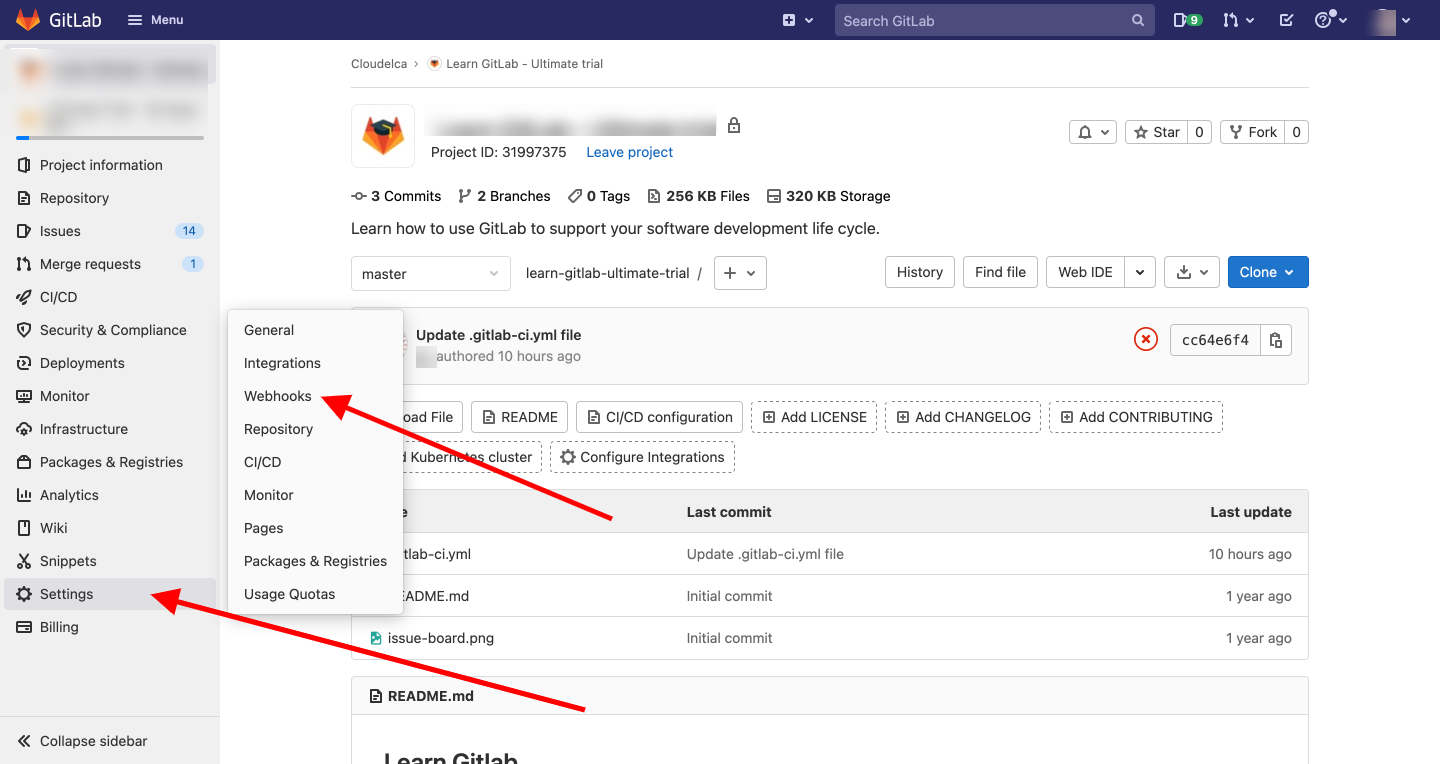 GitLab
Menu
Search GitLab
9
Project information
Repository
Issues 14
Merge requests 1
CI/CD
Security & Compliance
Deployments
Monitor
Infrastructure
Packages & Registries
Analytics
Wiki
Snippets
Settings
Billing
Collapse sidebar
General
Integrations
Webhooks
Repository
CI/CD
Monitor
Pages
Packages & Registries
Usage Quotas
Cloudelca › Learn GitLab - Ultimate trial
Project ID: 31997375 Leave project
Star 0 Fork 0
3 Commits 2 Branches 0 Tags 256 KB Files 320 KB Storage
Learn how to use GitLab to support your software development life cycle.
master learn-gitlab-ultimate-trial / History Find file Web IDE Clone
Update .gitlab-ci.yml file
authored 10 hours ago
cc64e6f4
oad File README CI/CD configuration Add LICENSE Add CHANGELOG Add CONTRIBUTING
d Kubernetes cluster Configure Integrations
e Last commit Last update
tlab-ci.yml Update .gitlab-ci.yml file 10 hours ago
EADME.md Initial commit 1 year ago
issue-board.png Initial commit 1 year ago
README.md
Learn Gitlab